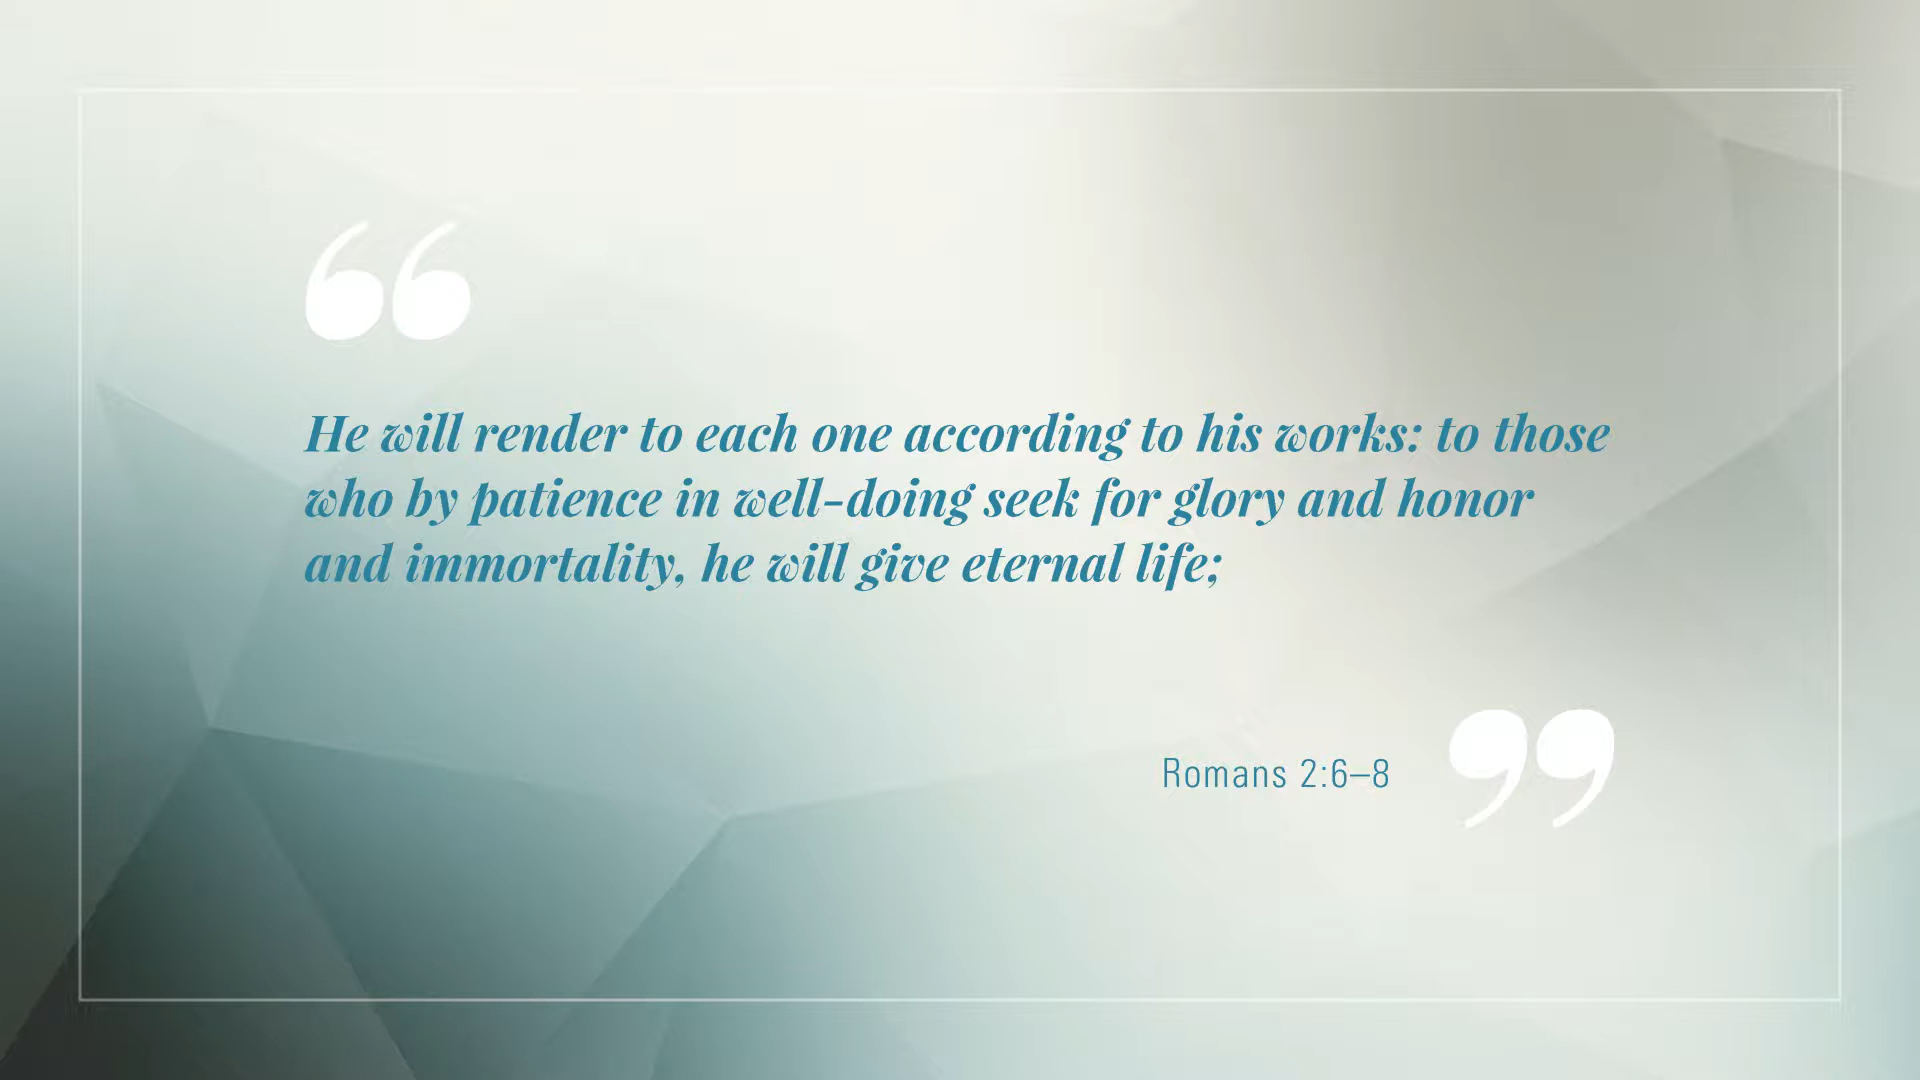 “
He will render to each one according to his works: to those
who by patience in well-doing seek for glory and honor
and immortality, he will give eternal life;
Romans 2:6–8
”